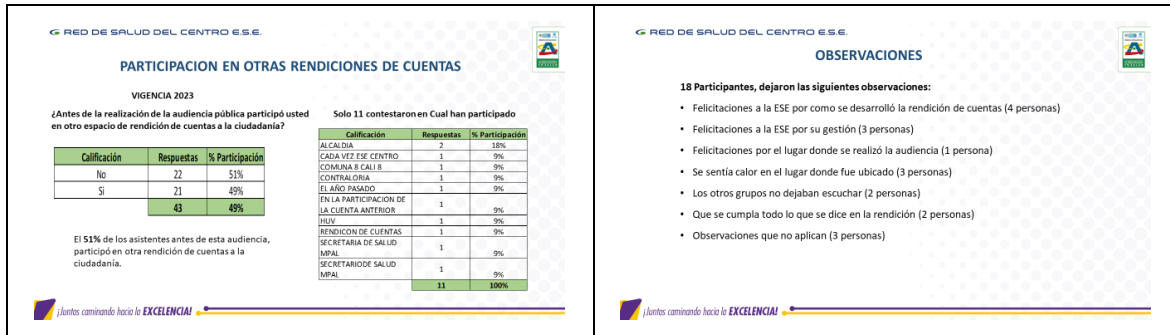 RED DE SALUD DEL CENTRO E.S.E.
PARTICIPACION EN OTRAS RENDICIONES DE CUENTAS
VIGENCIA 2023
¿Antes de la realización de la audiencia pública participó usted
en otro espacio de rendición de cuentas a la ciudadanía?
Calificación Respuestas % Participación
No 22 51%
Si 21 49%
43 49%
El 51% de los asistentes antes de esta audiencia,
participó en otra rendición de cuentas a la
ciudadanía.
Solo 11 contestaron en Cual han participado
Calificación Respuestas % Participación
ALCALDIA 2 18%
CADA VEZ ESE CENTRO 1 9%
COMUNA 8 CALI 8 1 9%
CONTRALORIA 1 9%
EL AÑO PASADO 1 9%
EN LA PARTICIPACION DE
LA CUENTA ANTERIOR 1 9%
HUV 1 9%
RENDICON DE CUENTAS 1 9%
SECRETARIA DE SALUD
MPAL 1 9%
SECRETARIODE SALUD
MPAL 1 9%
11 100%
¡Juntos caminando hacia la EXCELENCIA!
RED DE SALUD DEL CENTRO E.S.E.
OBSERVACIONES
18 Participantes, dejaron las siguientes observaciones:
• Felicitaciones a la ESE por como se desarrolló la rendición de cuentas (4 personas)
• Felicitaciones a la ESE por su gestión (3 personas)
• Felicitaciones por el lugar donde se realizó la audiencia (1 persona)
• Se sentía calor en el lugar donde fue ubicado (3 personas)
• Los otros grupos no dejaban escuchar (2 personas)
• Que se cumpla todo lo que se dice en la rendición (2 personas)
• Observaciones que no aplican (3 personas)
¡Juntos caminando hacia la EXCELENCIA!